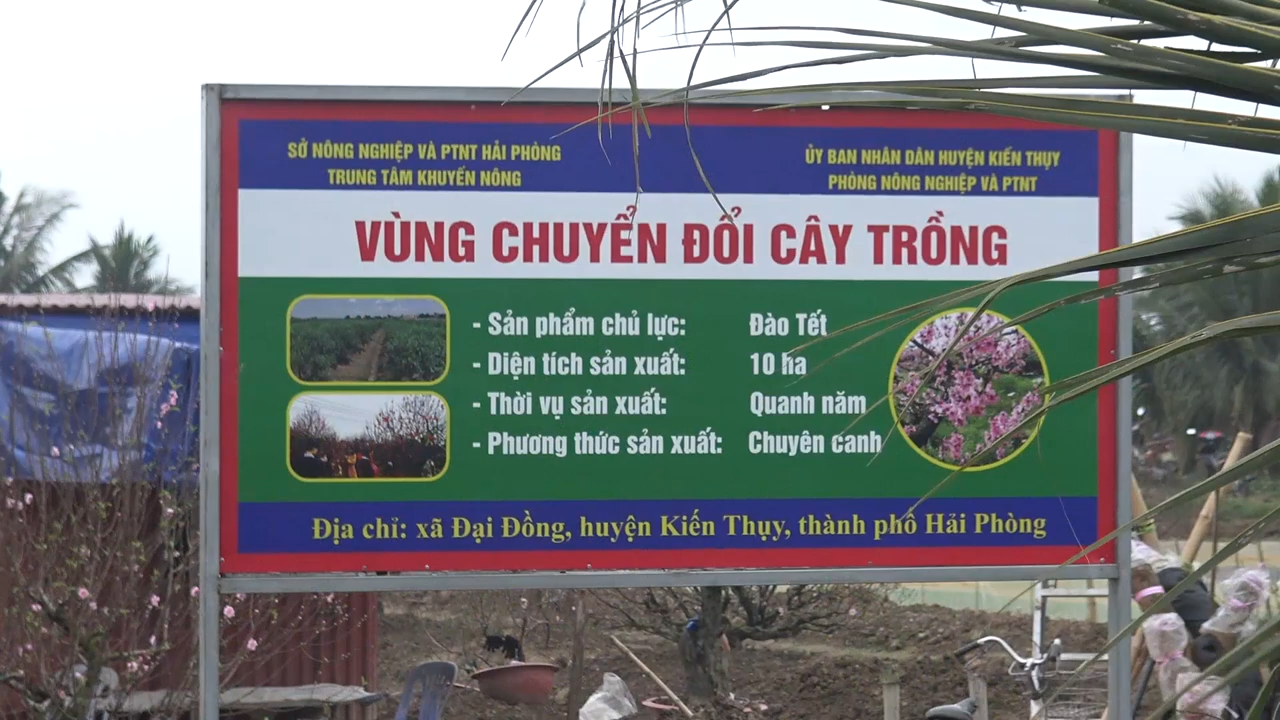 SỞ NÔNG NGHIỆP VÀ PTNT HẢI PHÒNG
TRUNG TÂM KHUYẾN NÔNG
ỦY BAN NHÂN DÂN HUYỆN KIẾN THỤY
PHÒNG NÔNG NGHIỆP VÀ PTNT
VÙNG CHUYỂN ĐỔI CÂY TRỒNG
- Sản phẩm chủ lực: Đào Tết
- Diện tích sản xuất: 10 ha
- Thời vụ sản xuất: Quanh năm
- Phương thức sản xuất: Chuyên canh
Địa chỉ: xã Đại Đồng, huyện Kiến Thụy, thành phố Hải Phòng